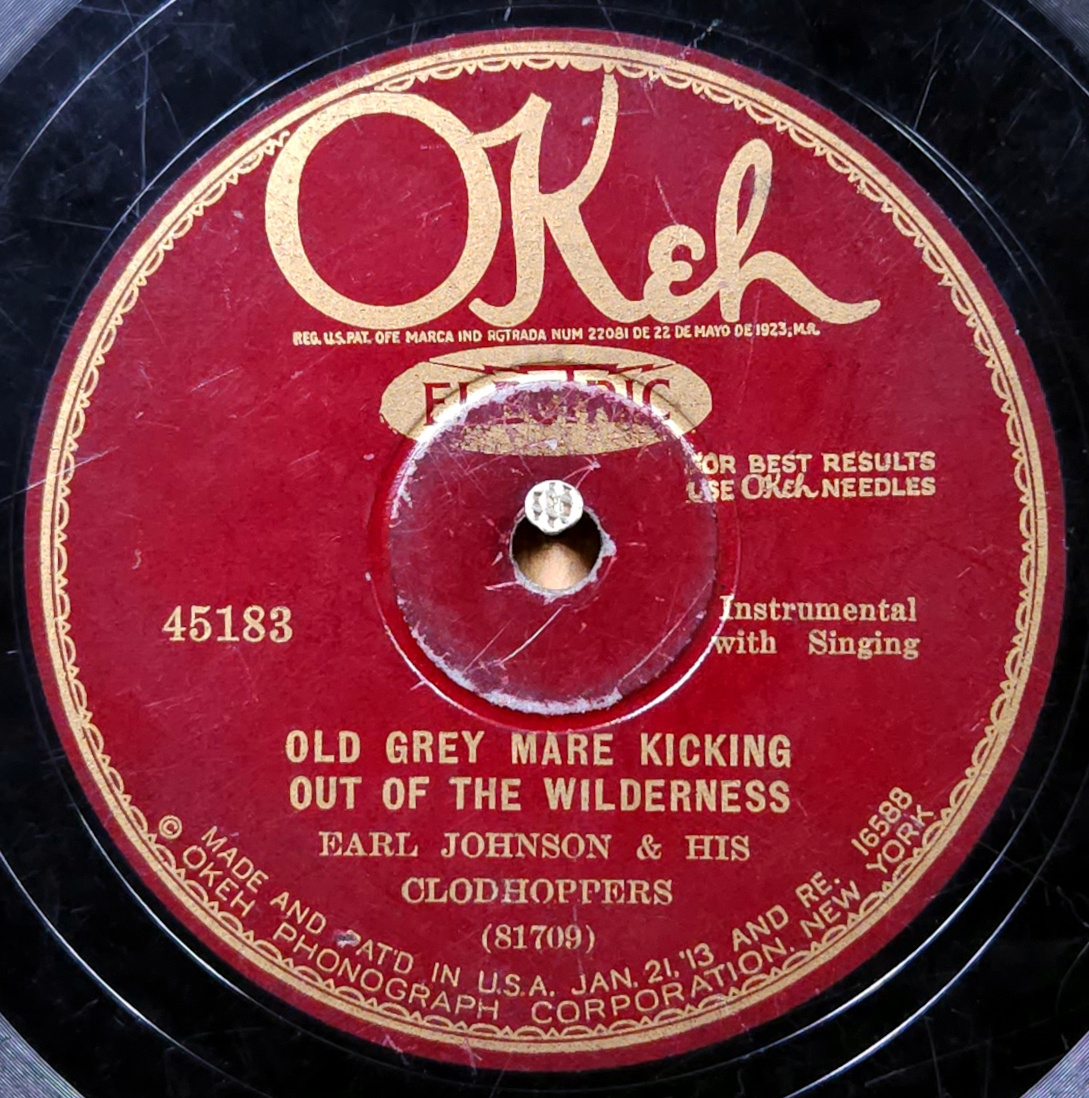 OKeh
REG. U.S. PAT. OFF. MARCA IND RGTRADA NUM 22081 DE 22 DE MAYO DE 1923; M.R.
ELECTRIC
FOR BEST RESULTS
USE OKeh NEEDLES
45183
Instrumental
with Singing
OLD GREY MARE KICKING
OUT OF THE WILDERNESS
EARL JOHNSON & HIS
CLODHOPPERS
(81709)
© MADE AND PAT'D IN U.S.A. JAN. 21, '13 AND RE. 16588
OKEH PHONOGRAPH CORPORATION. NEW YORK